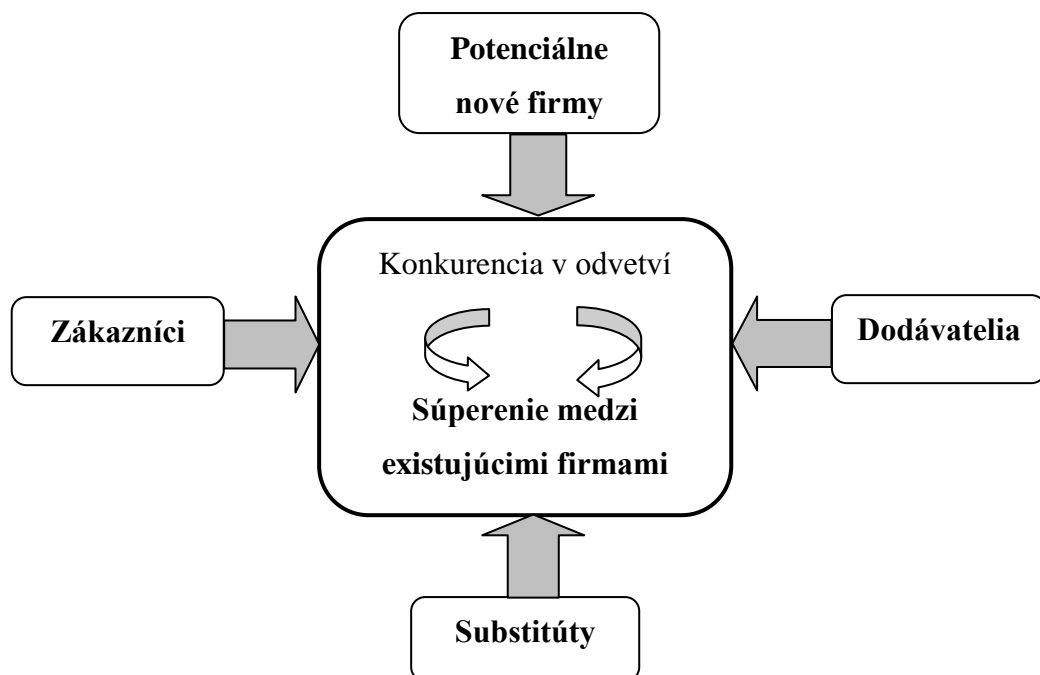 Potenciálne
nové firmy
Konkurencia v odvetví
Zákazníci
Dodávatelia
Súperenie medzi
existujúcimi firmami
Substitúty